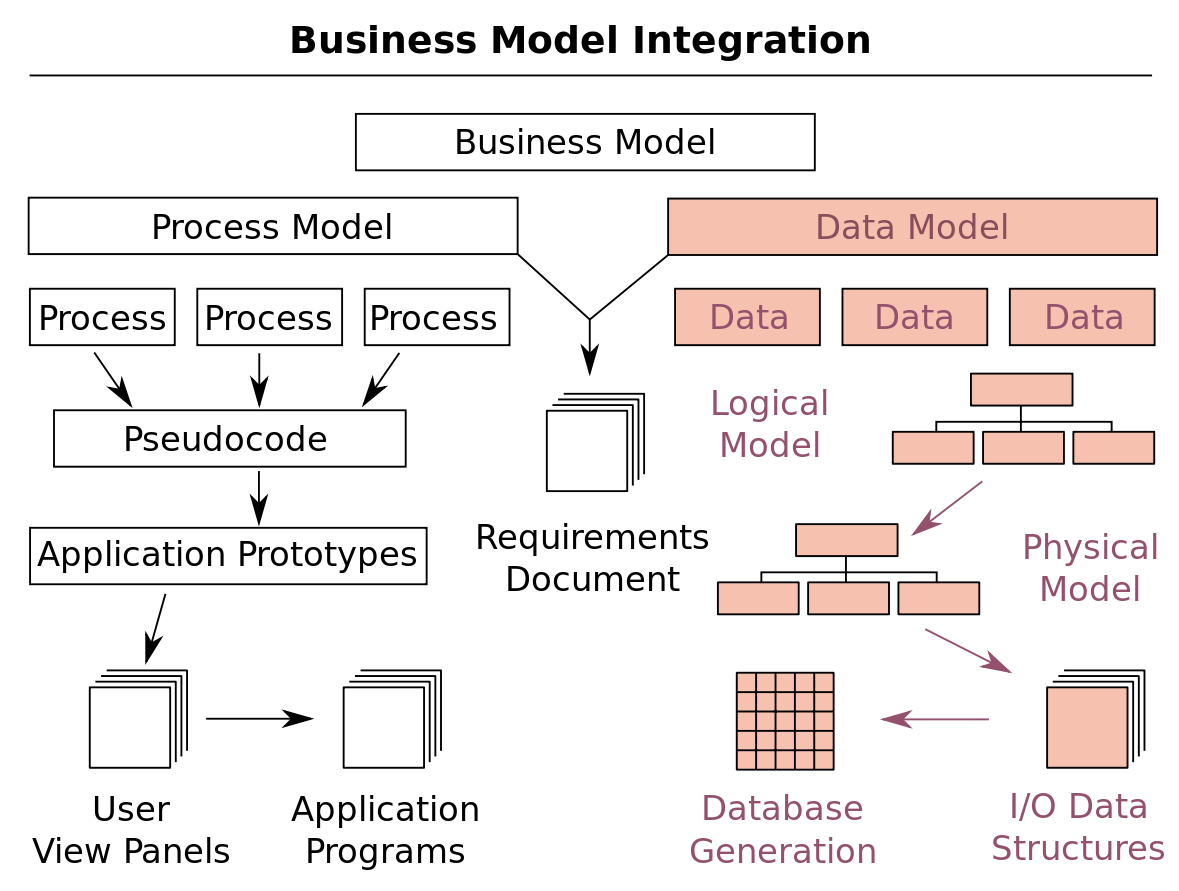 Business Model Integration
Business Model
Process Model
Data Model
Process
Process
Process
Data
Data
Data
Logical
Model
Pseudocode
Requirements
Document
Application Prototypes
Physical
Model
User
View Panels
Application
Programs
Database
Generation
I/O Data
Structures